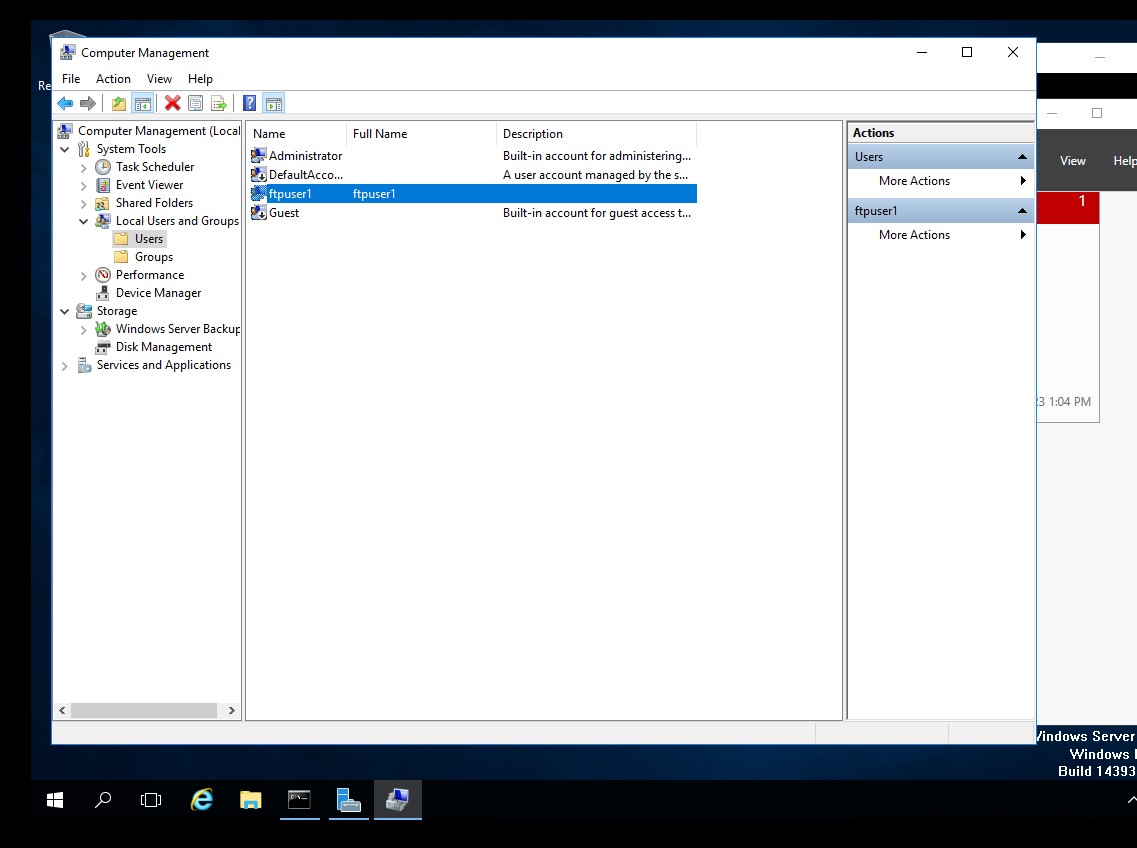 Re
Computer Management
File Action View Help
Computer Management (Local
System Tools
Task Scheduler
Event Viewer
Shared Folders
Local Users and Groups
Users
Groups
Performance
Device Manager
Storage
Windows Server Backup
Disk Management
Services and Applications
Name Full Name Description
Administrator Built-in account for administering...
DefaultAcco... A user account managed by the s...
ftpuser1 ftpuser1
Guest Built-in account for guest access t...
Actions
Users
More Actions
ftpuser1
More Actions
View Help
1
23 1:04 PM
Windows Server
Windows
Build 14393